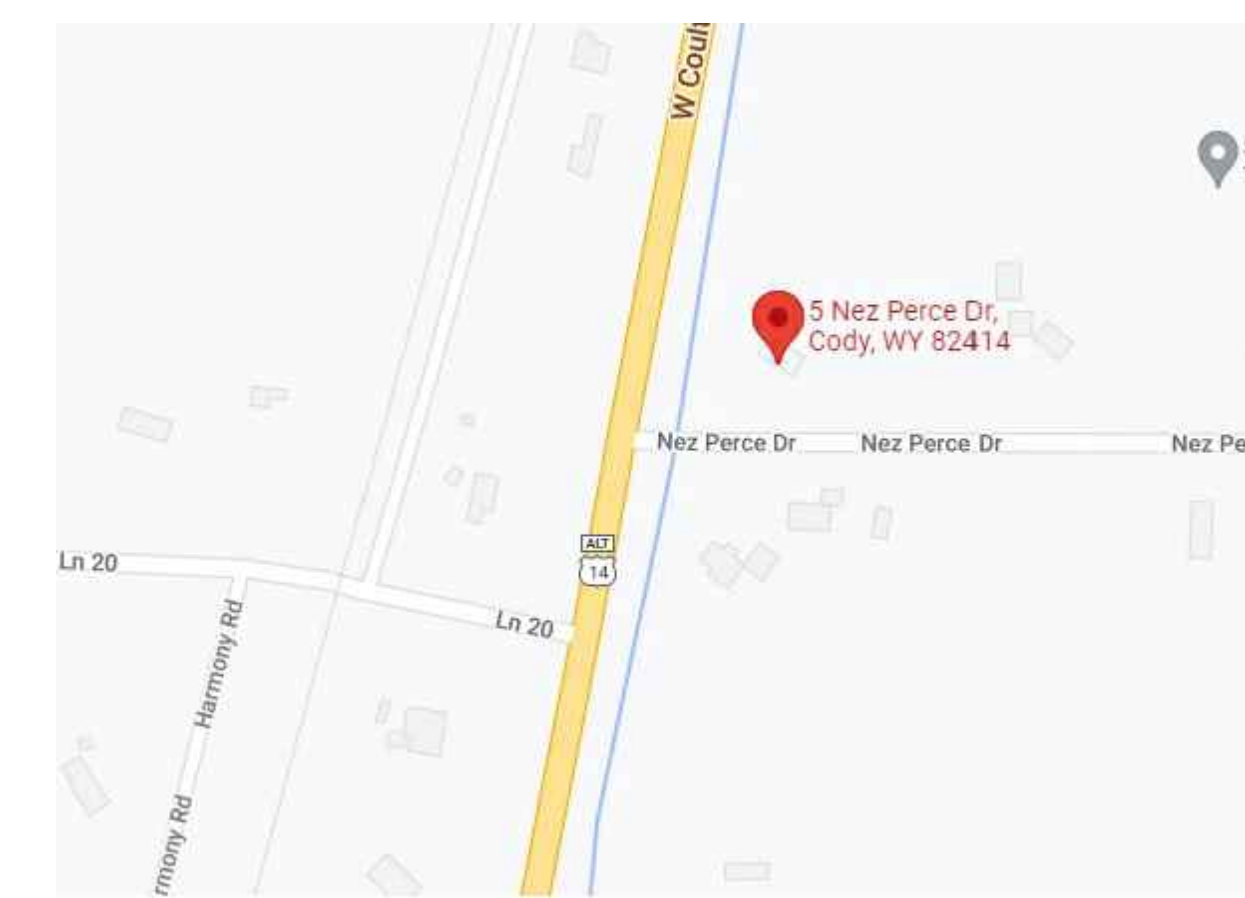 W Coult
5 Nez Perce Dr,
Cody, WY 82414
Nez Perce Dr
Nez Perce Dr
Nez Pe
ALT
14
Ln 20
Ln 20
Harmony Rd
rmony Rd